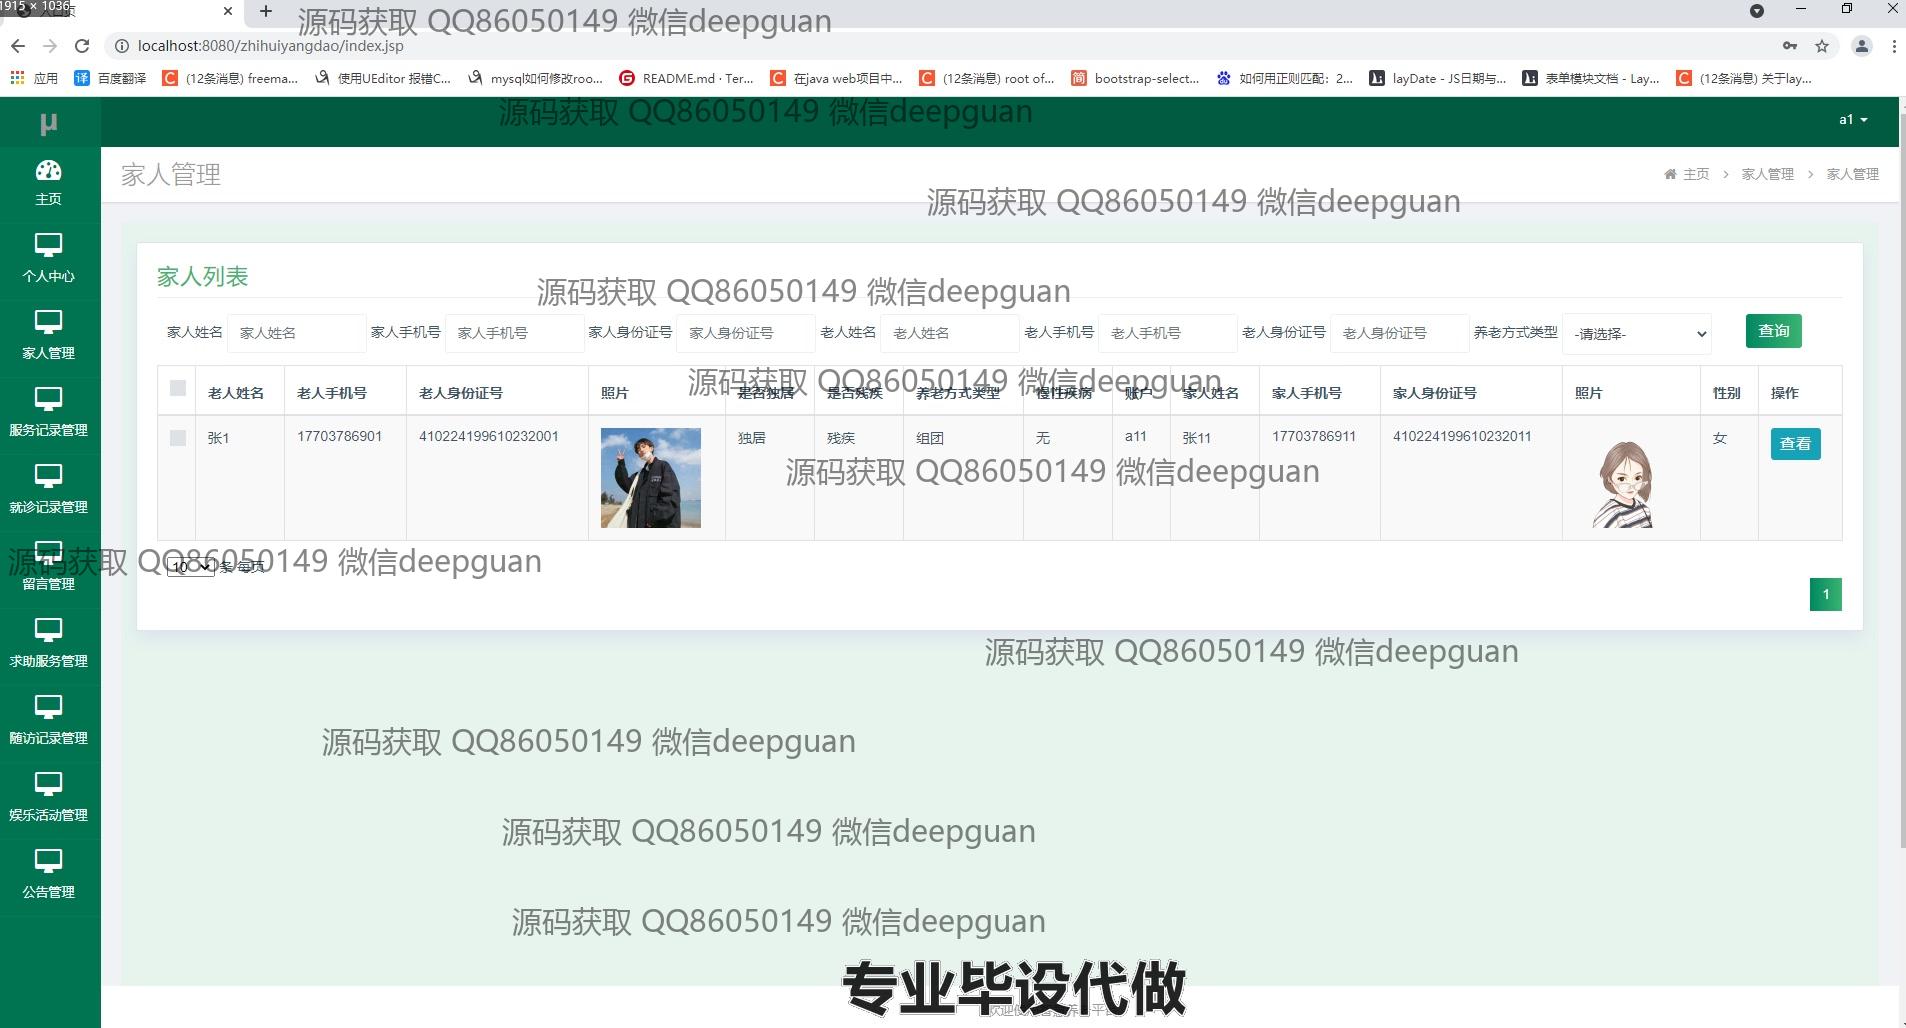 1915 × 1036
源码获取 QQ86050149 微信deepguan
localhost:8080/zhihuiyangdao/index.jsp
应用 百度翻译 (12条消息) freema... 使用UEditor 报错C... mysql如何修改roo... README.md · Ter... 在java web项目中... (12条消息) root of... bootstrap-select... 如何用正则匹配：2... layDate - JS日期与... 表单模块文档 - Lay... (12条消息) 关于lay...
源码获取 QQ86050149 微信deepguan
μ
a1
家人管理
主页 > 家人管理 > 家人管理
源码获取 QQ86050149 微信deepguan
主页
个人中心
家人管理
服务记录管理
就诊记录管理
留言管理
求助服务管理
随访记录管理
娱乐活动管理
公告管理
家人列表
源码获取 QQ86050149 微信deepguan
家人姓名 家人姓名 家人手机号 家人手机号 家人身份证号 家人身份证号 老人姓名 老人姓名 老人手机号 老人手机号 老人身份证号 老人身份证号 养老方式类型 -请选择- 查询
源码获取 QQ86050149 微信deepguan
老人姓名 老人手机号 老人身份证号 照片 是否独居 是否残疾 养老方式类型 慢性疾病 账户 家人姓名 家人手机号 家人身份证号 照片 性别 操作
张1 17703786901 410224199610232001 独居 残疾 组团 无 a11 张11 17703786911 410224199610232011 女 查看
源码获取 QQ86050149 微信deepguan
源码获取 QQ86050149 微信deepguan
10 条 每页
1
源码获取 QQ86050149 微信deepguan
源码获取 QQ86050149 微信deepguan
源码获取 QQ86050149 微信deepguan
源码获取 QQ86050149 微信deepguan
专业毕设代做